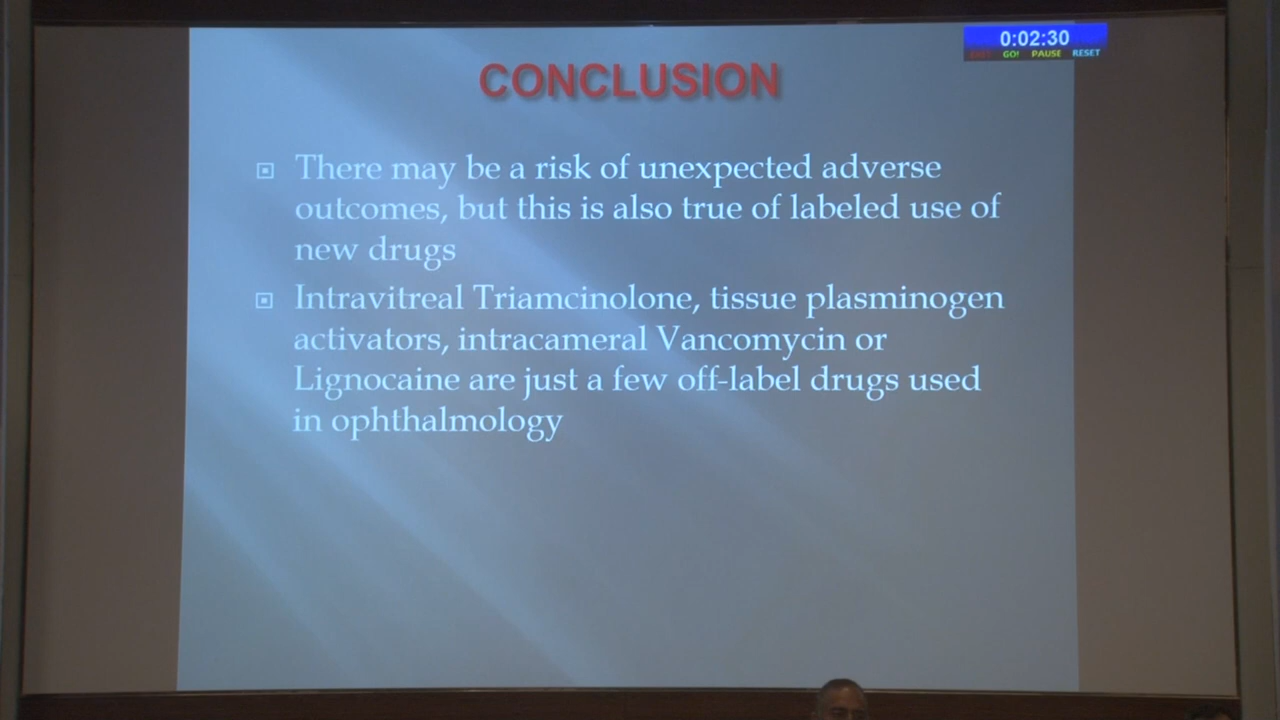 0:02:30
GO! PAUSE RESET
CONCLUSION
There may be a risk of unexpected adverse
outcomes, but this is also true of labeled use of
new drugs
Intravitreal Triamcinolone, tissue plasminogen
activators, intracameral Vancomycin or
Lignocaine are just a few off-label drugs used
in ophthalmology